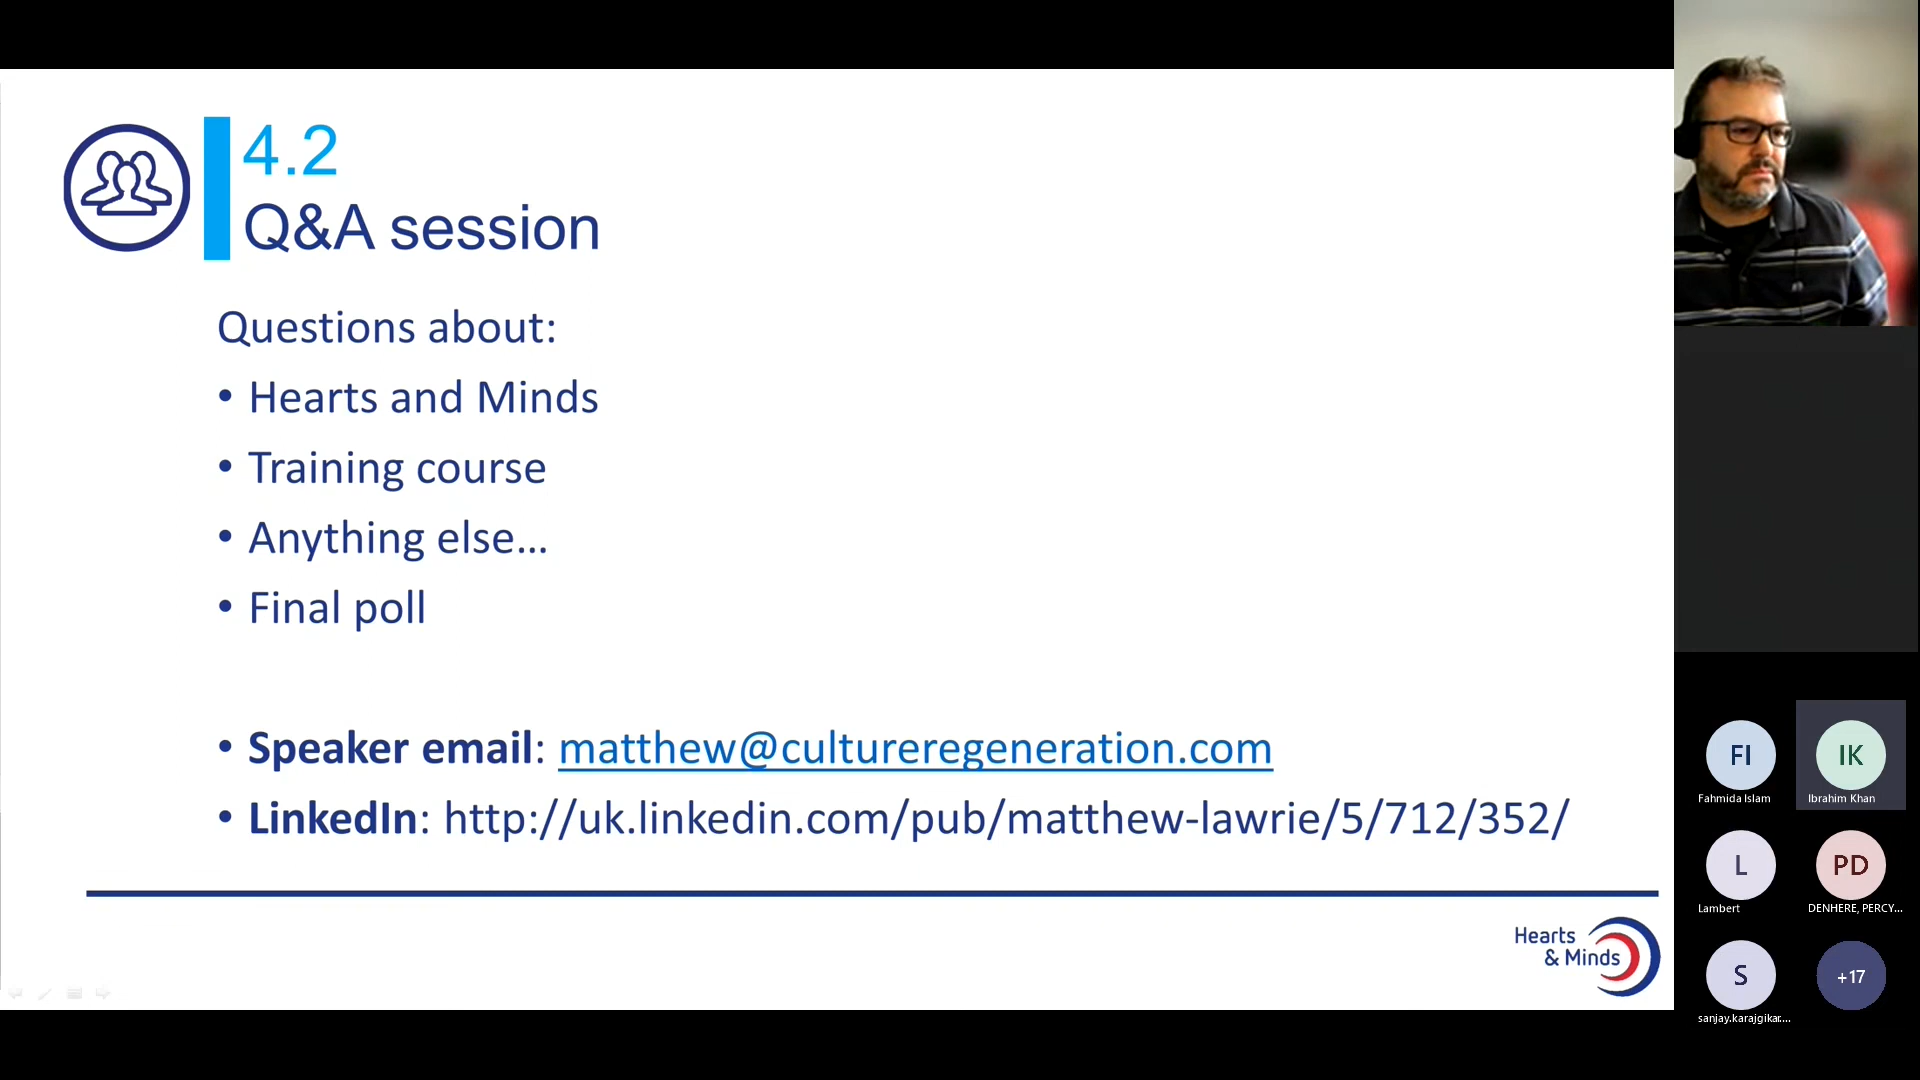 4.2
Q&A session
Questions about:
• Hearts and Minds
• Training course
• Anything else...
• Final poll
• Speaker email: matthew@cultureregeneration.com
• LinkedIn: http://uk.linkedin.com/pub/matthew-lawrie/5/712/352/
Hearts
& Minds
FI
Fahmida Islam
IK
Ibrahim Khan
L
Lambert
PD
DENHERE, PERCY...
S
sanjay.karajgikar....
+17